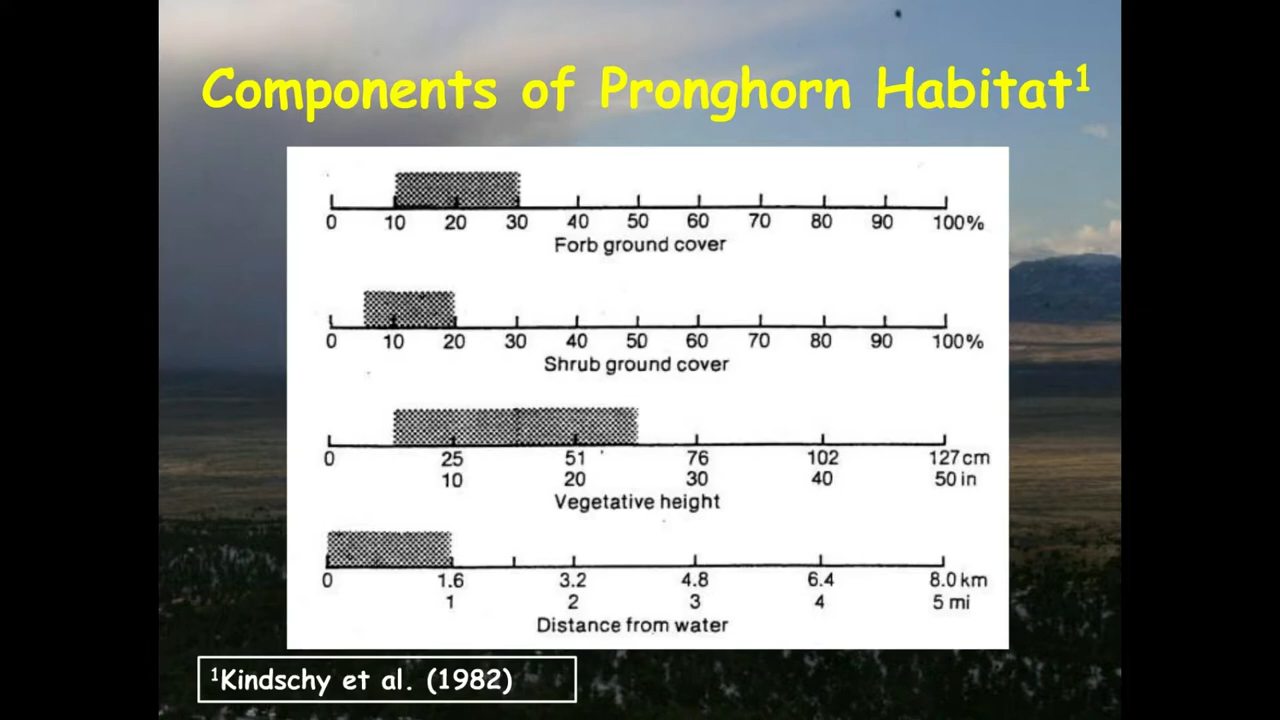 Components of Pronghorn Habitat¹
0 10 20 30 40 50 60 70 80 90 100%
Forb ground cover
0 10 20 30 40 50 60 70 80 90 100%
Shrub ground cover
0 25 51 76 102 127 cm
10 20 30 40 50 in
Vegetative height
0 1.6 3.2 4.8 6.4 8.0 km
1 2 3 4 5 mi
Distance from water
¹Kindschy et al. (1982)